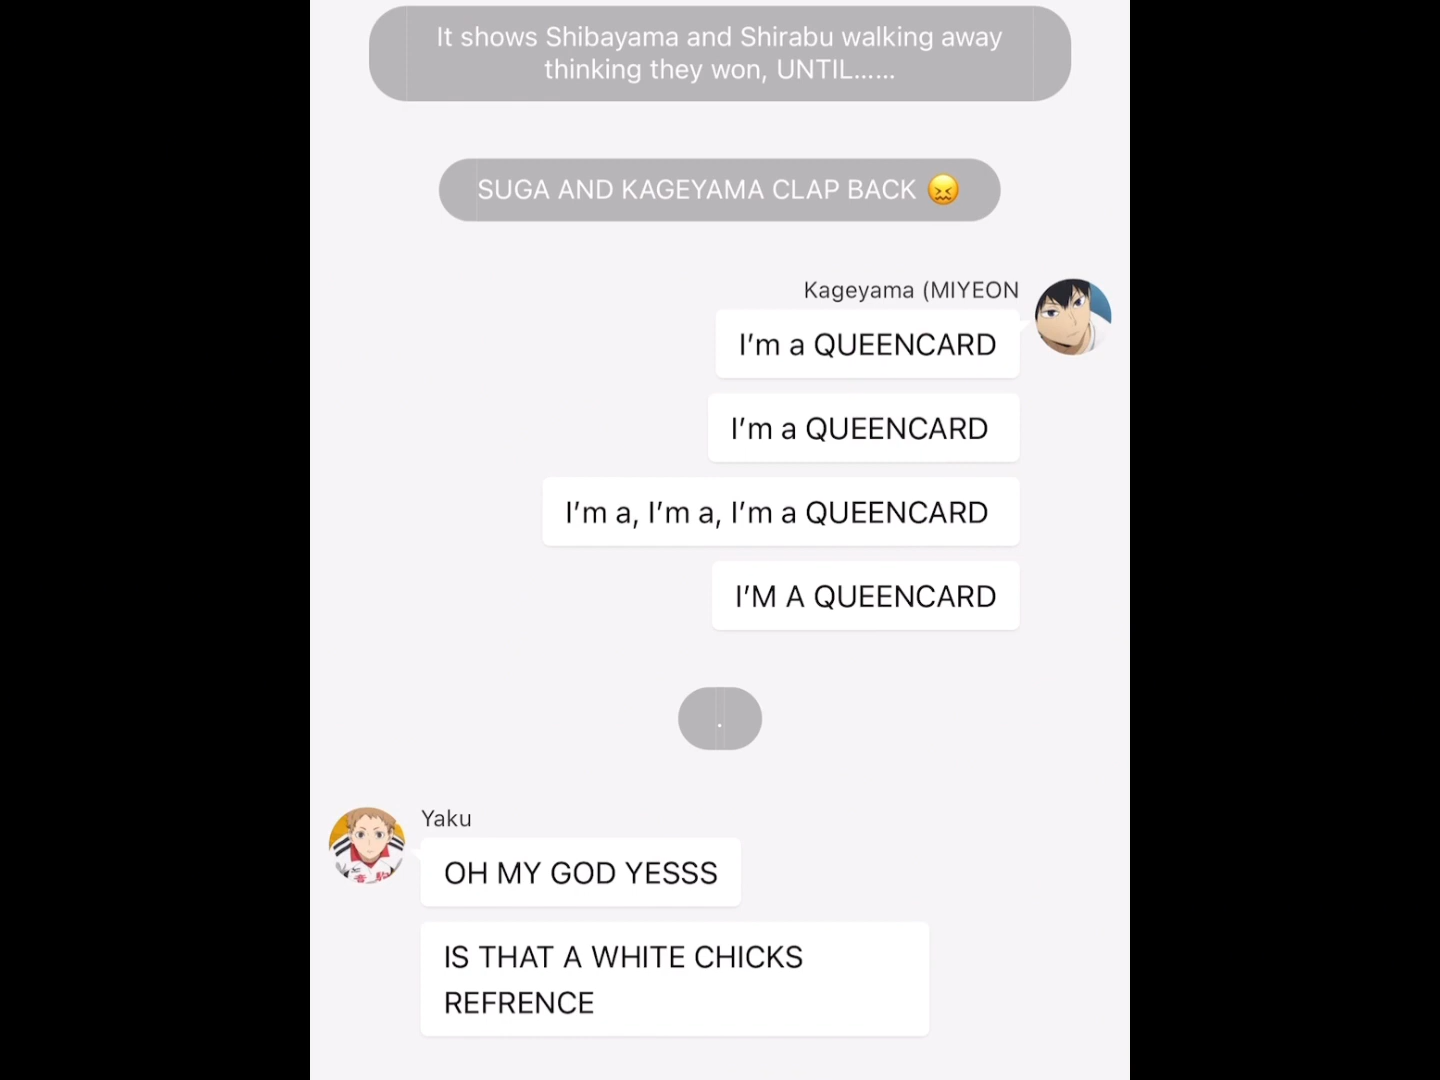 It shows Shibayama and Shirabu walking away
thinking they won, UNTIL......
SUGA AND KAGEYAMA CLAP BACK 😖
Kageyama (MIYEON
I’m a QUEENCARD
I’m a QUEENCARD
I’m a, I’m a, I’m a QUEENCARD
I’M A QUEENCARD
.
Yaku
OH MY GOD YESSS
IS THAT A WHITE CHICKS
REFRENCE